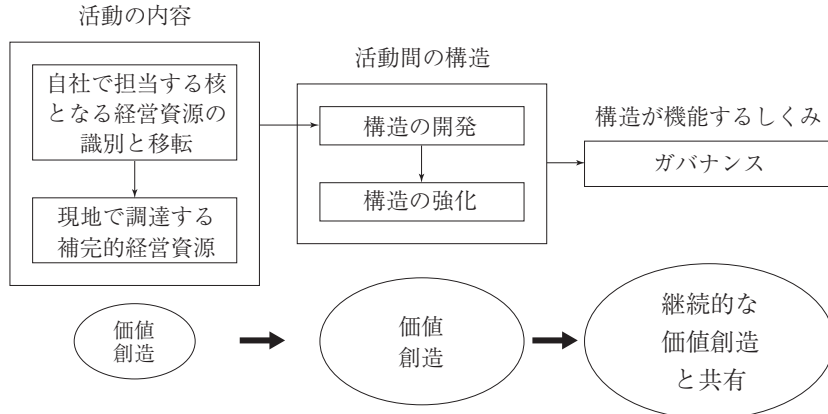 活動の内容
自社で担当する核
となる経営資源の
識別と移転
現地で調達する
補完的経営資源
活動間の構造
構造の開発
構造の強化
構造が機能するしくみ
ガバナンス
価値
創造
価値
創造
継続的な
価値創造
と共有